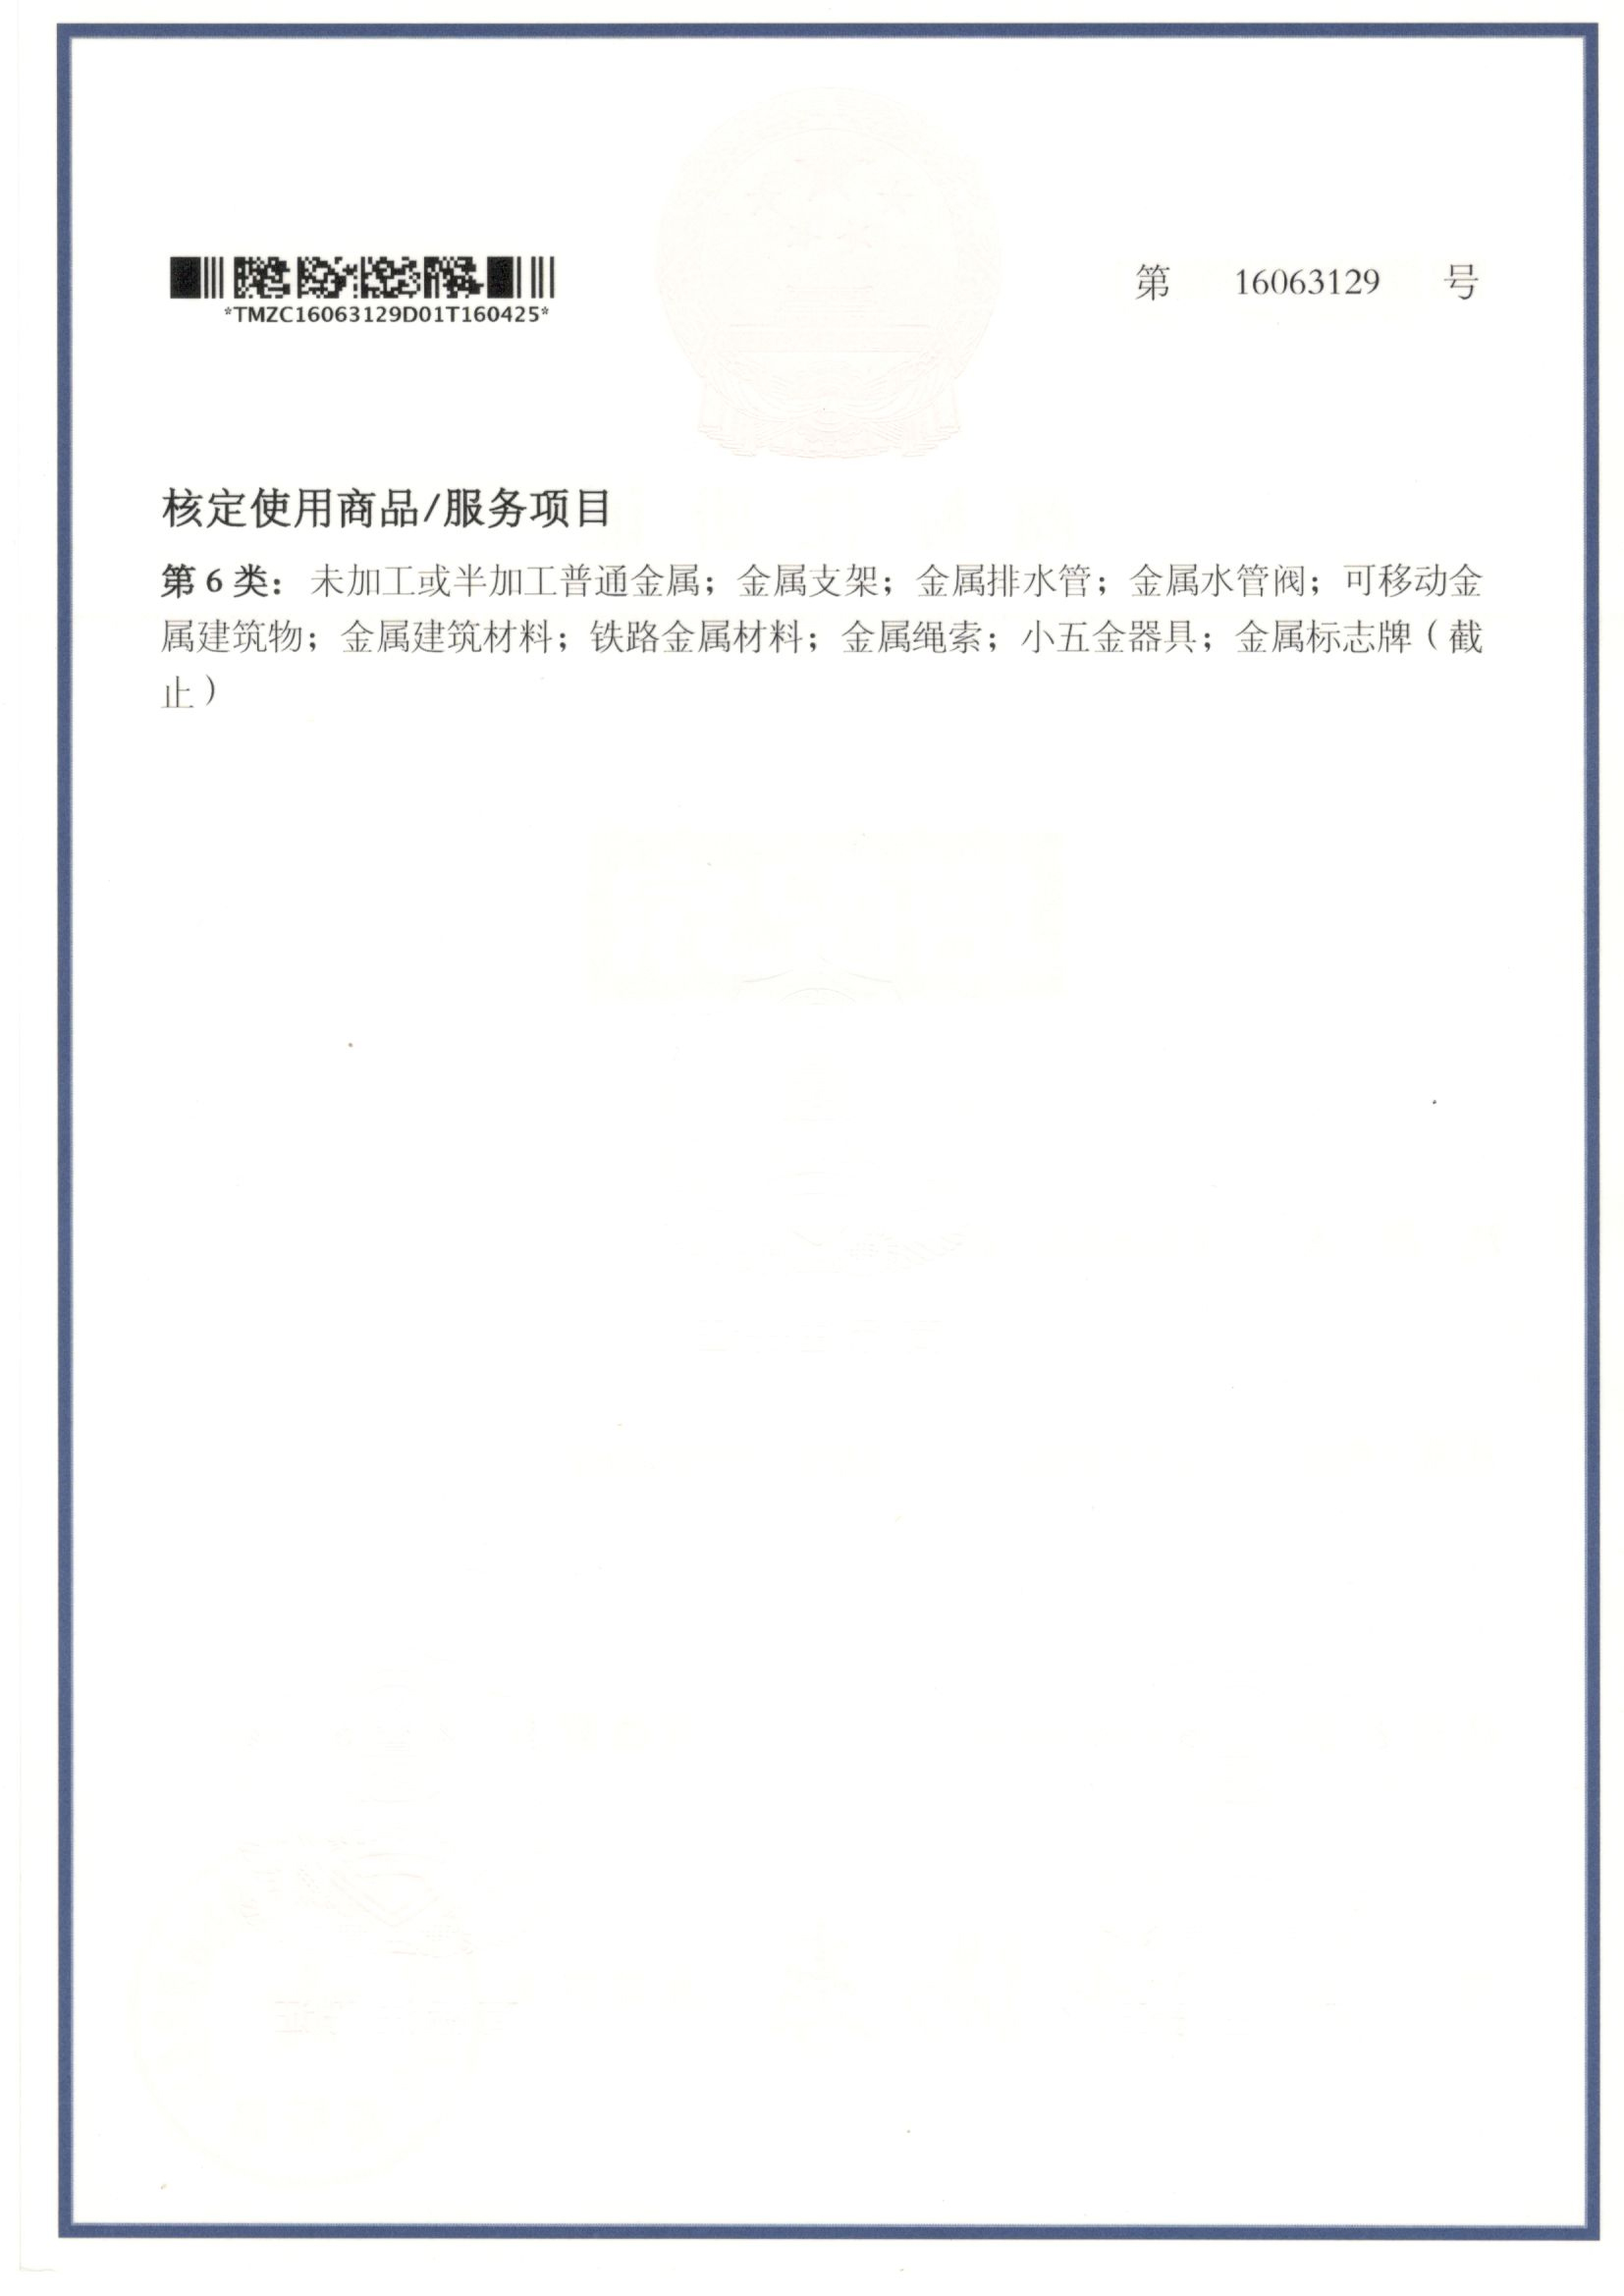 第 16063129 号
*TMZC16063129D01T160425*
核定使用商品/服务项目
第 6 类：未加工或半加工普通金属；金属支架；金属排水管；金属水管阀；可移动金
属建筑物；金属建筑材料；铁路金属材料；金属绳索；小五金器具；金属标志牌（截
止）